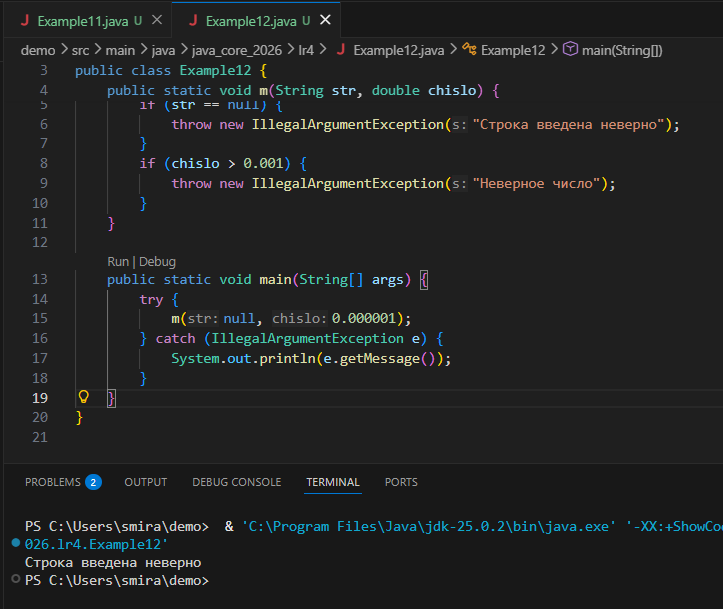 J Example11.java U × J Example12.java U ×
demo > src > main > java > java_core_2026 > lr4 > J Example12.java > Example12 > main(String[])
3 public class Example12 {
4 public static void m(String str, double chislo) {
5 if (str == null) {
6 throw new IllegalArgumentException(s: "Строка введена неверно");
7 }
8 if (chislo > 0.001) {
9 throw new IllegalArgumentException(s: "Неверное число");
10 }
11 }
12
Run | Debug
13 public static void main(String[] args) {
14 try {
15 m(str: null, chislo: 0.000001);
16 } catch (IllegalArgumentException e) {
17 System.out.println(e.getMessage());
18 }
19 }
20 }
21
PROBLEMS 2 OUTPUT DEBUG CONSOLE TERMINAL PORTS
PS C:\Users\smira\demo> & 'C:\Program Files\Java\jdk-25.0.2\bin\java.exe' '-XX:+ShowCo
026.lr4.Example12'
Строка введена неверно
PS C:\Users\smira\demo>